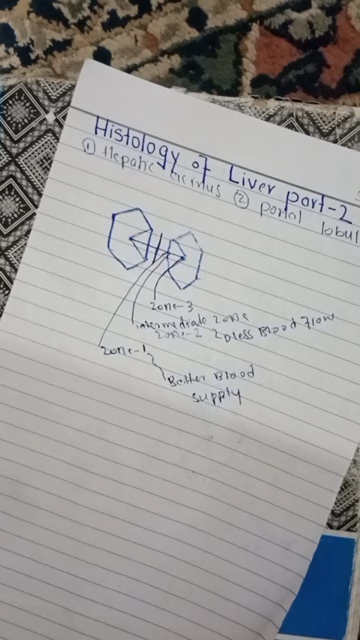 Histology of Liver part-2
① Hepatic acinus ② portal lobul
zone-3
intermediate zone
zone-2 Less Blood flow
zone-1
Better Blood
supply